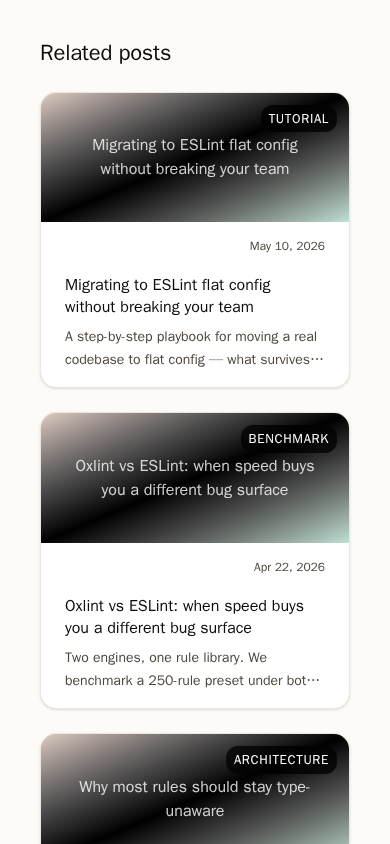 Related posts
TUTORIAL
Migrating to ESLint flat config
without breaking your team
May 10, 2026
Migrating to ESLint flat config
without breaking your team
A step-by-step playbook for moving a real
codebase to flat config — what survives…
BENCHMARK
Oxlint vs ESLint: when speed buys
you a different bug surface
Apr 22, 2026
Oxlint vs ESLint: when speed buys
you a different bug surface
Two engines, one rule library. We
benchmark a 250-rule preset under bot…
ARCHITECTURE
Why most rules should stay type-
unaware